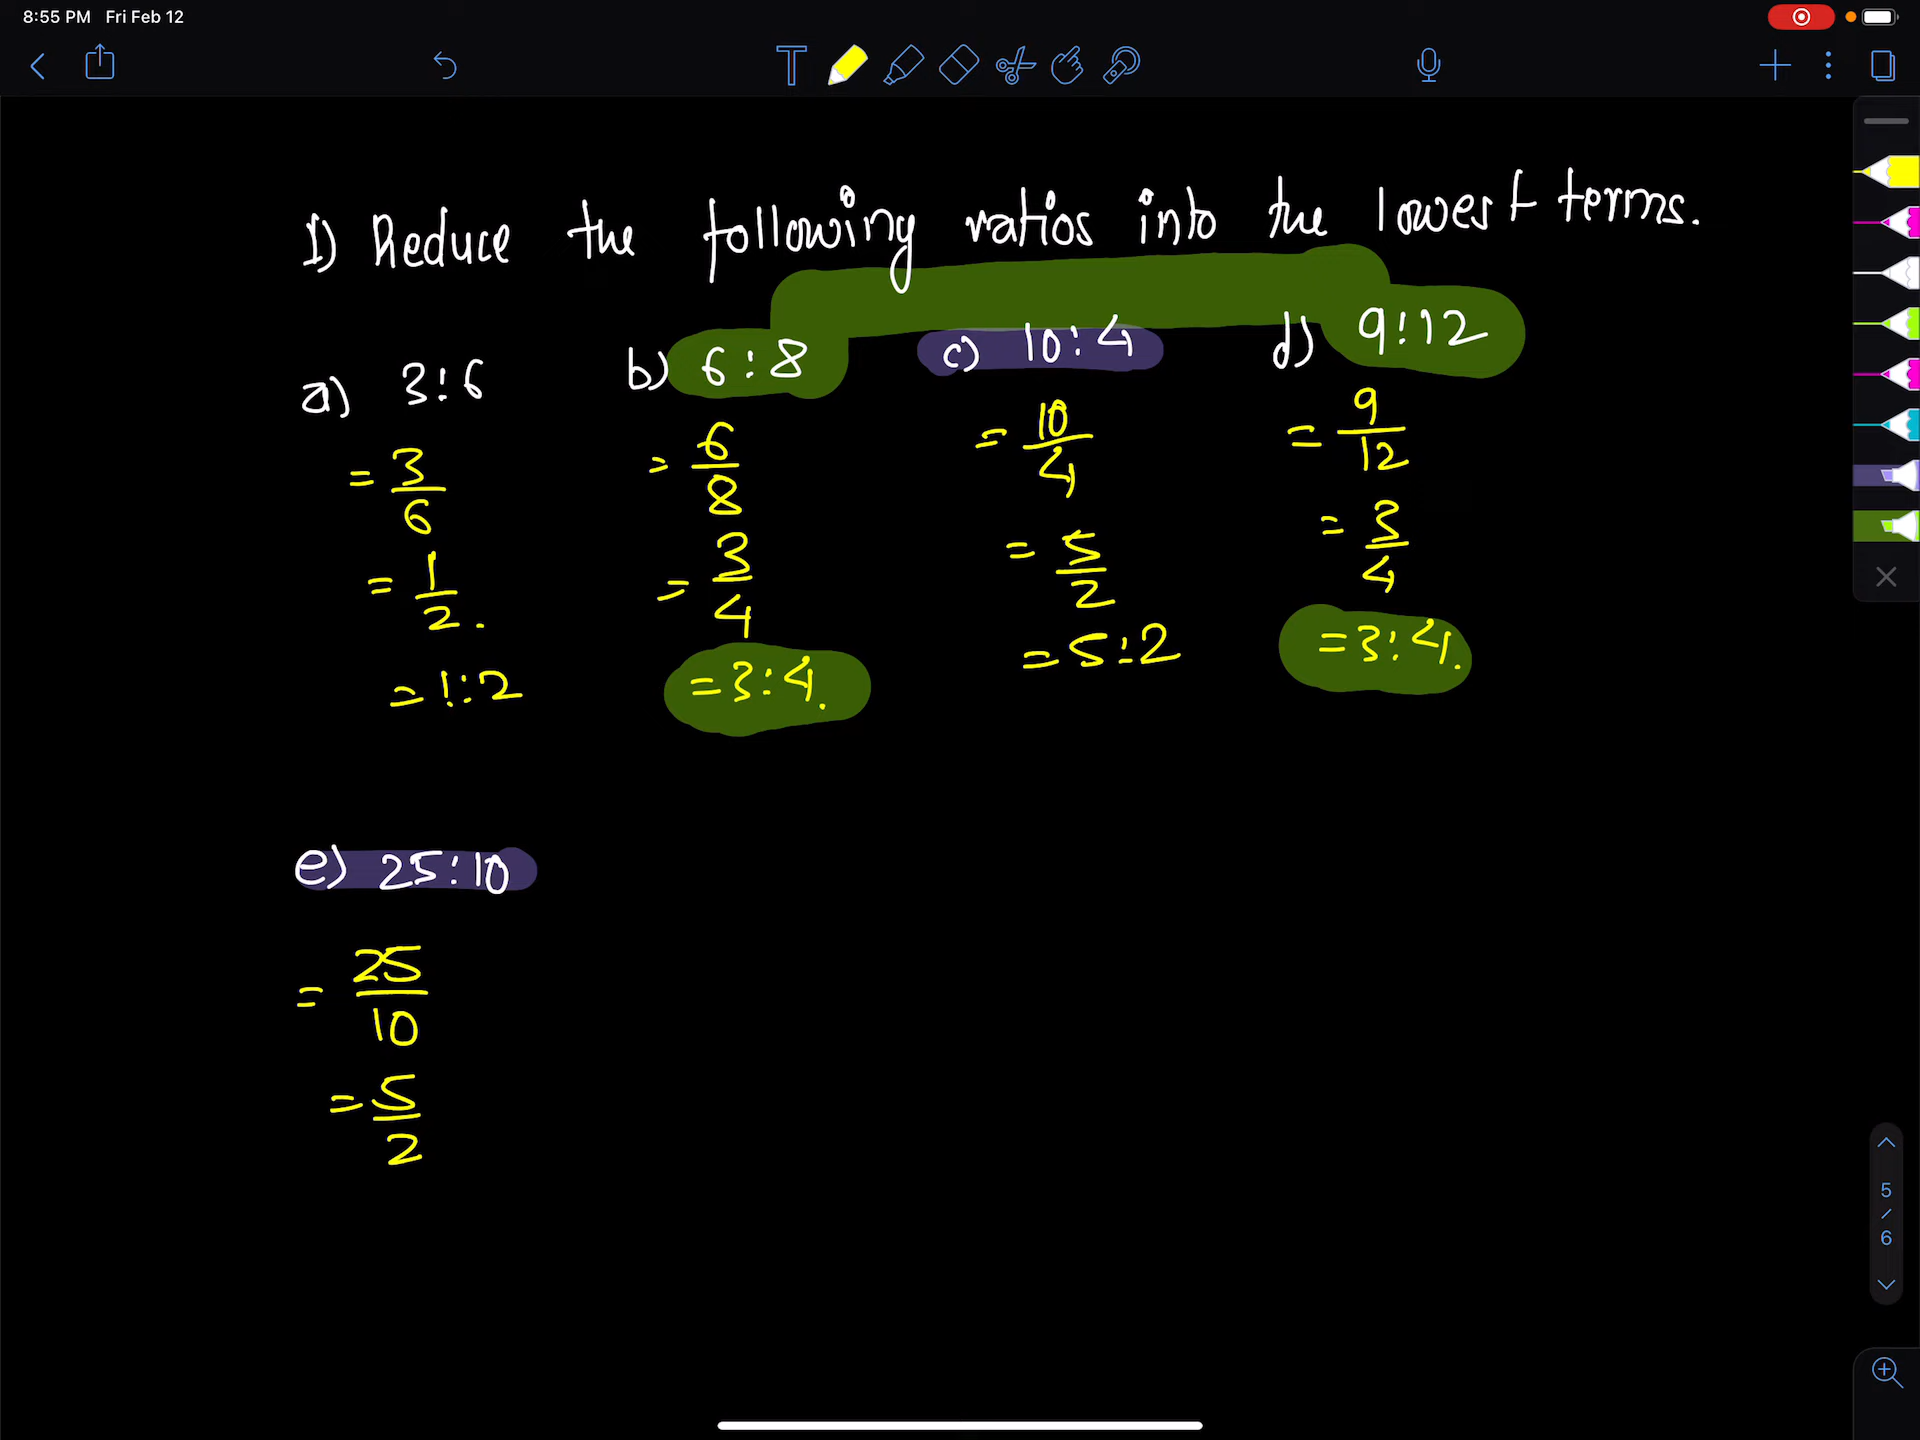 8:55 PM Fri Feb 12
1) Reduce the following ratios into the lowest terms.
a) 3:6 b) 6:8 c) 10:4 d) 9:12
= 3/6 = 6/8 = 10/4 = 9/12
= 1/2. = 3/4 = 5/2 = 3/4
= 1:2 = 3:4. = 5:2 = 3:4.
e) 25:10
= 25/10
= 5/2
5
/
6